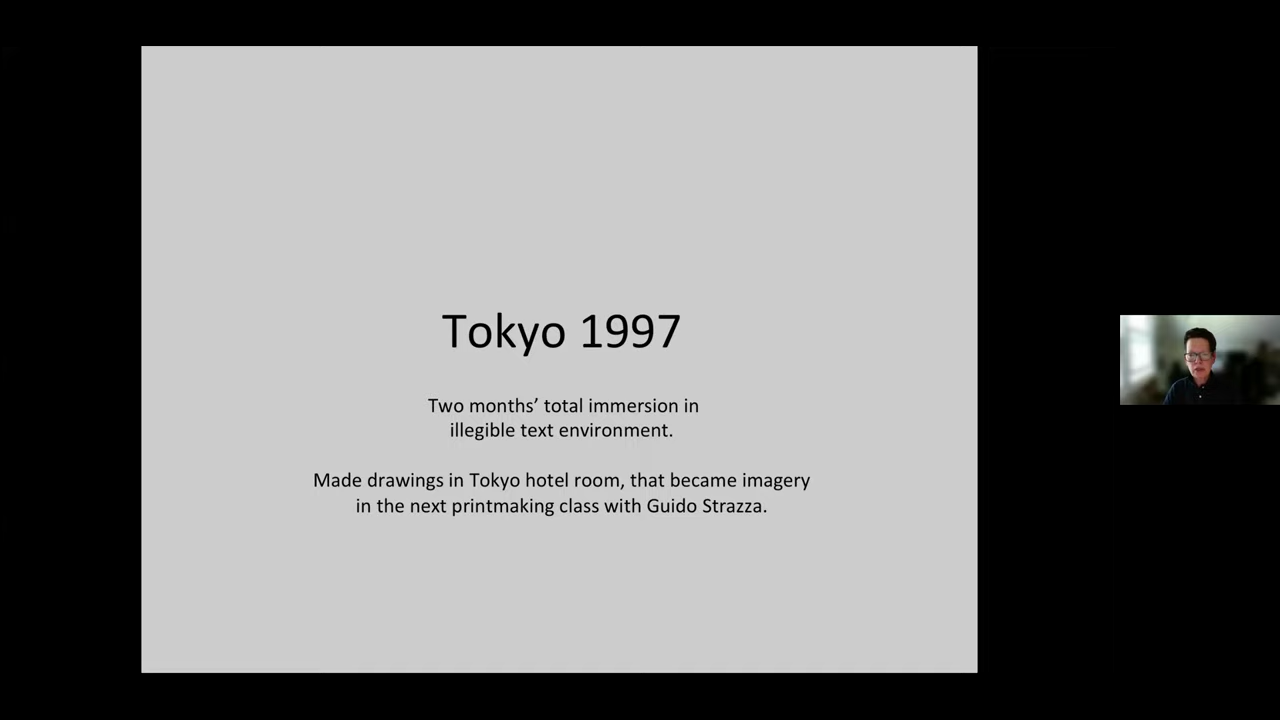 Tokyo 1997
Two months’ total immersion in
illegible text environment.
Made drawings in Tokyo hotel room, that became imagery
in the next printmaking class with Guido Strazza.